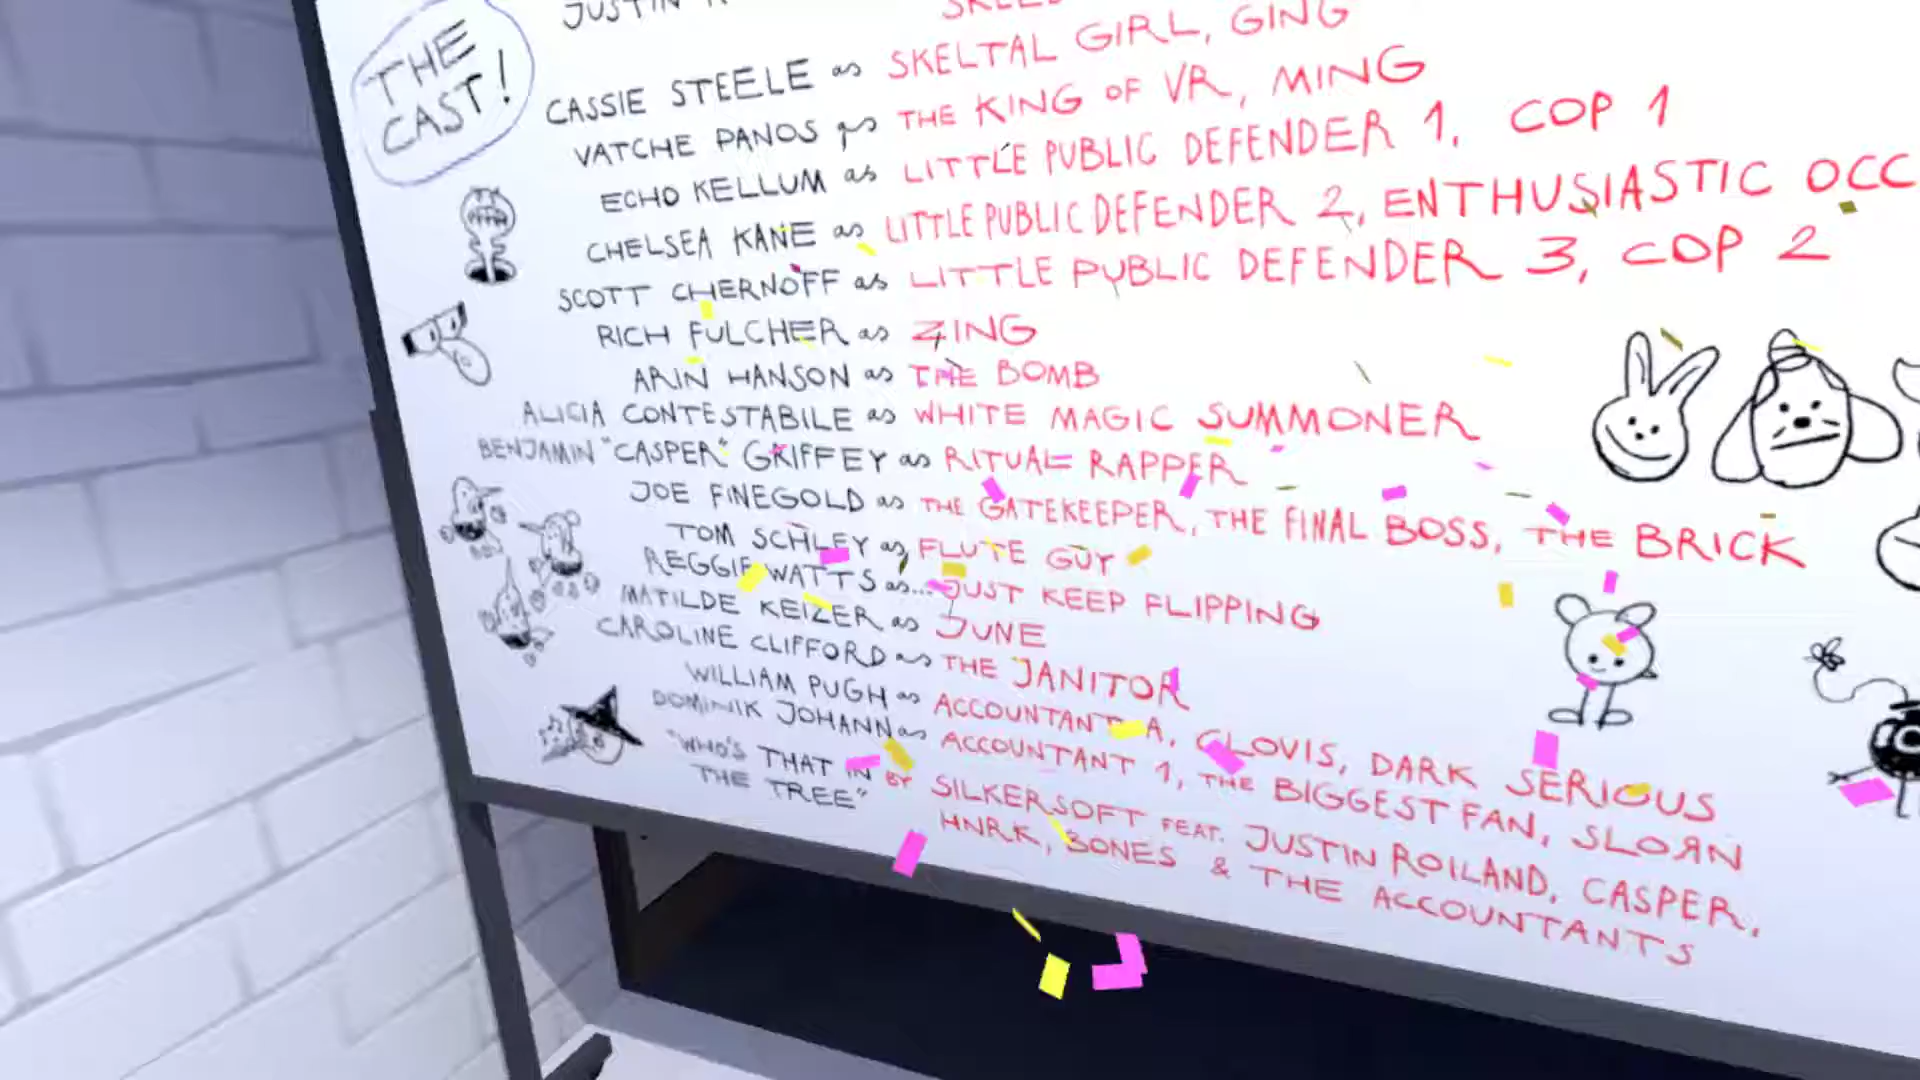 THE
CAST!
JUSTIN
CASSIE STEELE as SKELTAL GIRL, GING
VATCHE PANOS as THE KING OF VR, MING
ECHO KELLUM as LITTLE PUBLIC DEFENDER 1, COP 1
CHELSEA KANE as LITTLE PUBLIC DEFENDER 2, ENTHUSIASTIC OCC
SCOTT CHERNOFF as LITTLE PUBLIC DEFENDER 3, COP 2
RICH FULCHER as ZING
ARIN HANSON as THE BOMB
ALICIA CONTESTABILE as WHITE MAGIC SUMMONER
BENJAMIN "CASPER" GRIFFEY as RITUAL RAPPER
JOE FINEGOLD as THE GATEKEEPER, THE FINAL BOSS, THE BRICK
TOM SCHLEY as FLUTE GUY
REGGIE WATTS as... JUST KEEP FLIPPING
MATILDE KEIZER as JUNE
CAROLINE CLIFFORD as THE JANITOR
WILLIAM PUGH as ACCOUNTANT A, CLOVIS, DARK SERIOUS
DOMINIK JOHANN as ACCOUNTANT 1, THE BIGGEST FAN, SLOAN
"WHO'S THAT IN THE TREE" BY SILKERSOFT FEAT. JUSTIN ROILAND, CASPER,
HNRK, BONES & THE ACCOUNTANTS